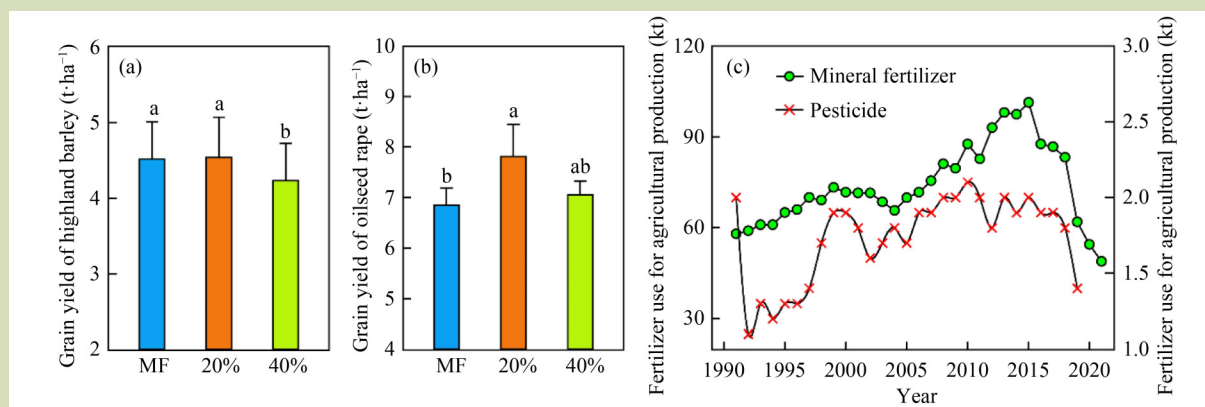 Grain yield of highland barley (t·ha⁻¹)
6
5
4
3
2
(a)
a
a
b
MF 20% 40%
Grain yield of oilseed rape (t·ha⁻¹)
10
9
8
7
6
5
4
(b)
b
a
ab
MF 20% 40%
Fertilizer use for agricultural production (kt)
120
90
60
30
(c)
Mineral fertilizer
Pesticide
1990 1995 2000 2005 2010 2015 2020
Year
3.0
2.5
2.0
1.5
1.0
Fertilizer use for agricultural production (kt)